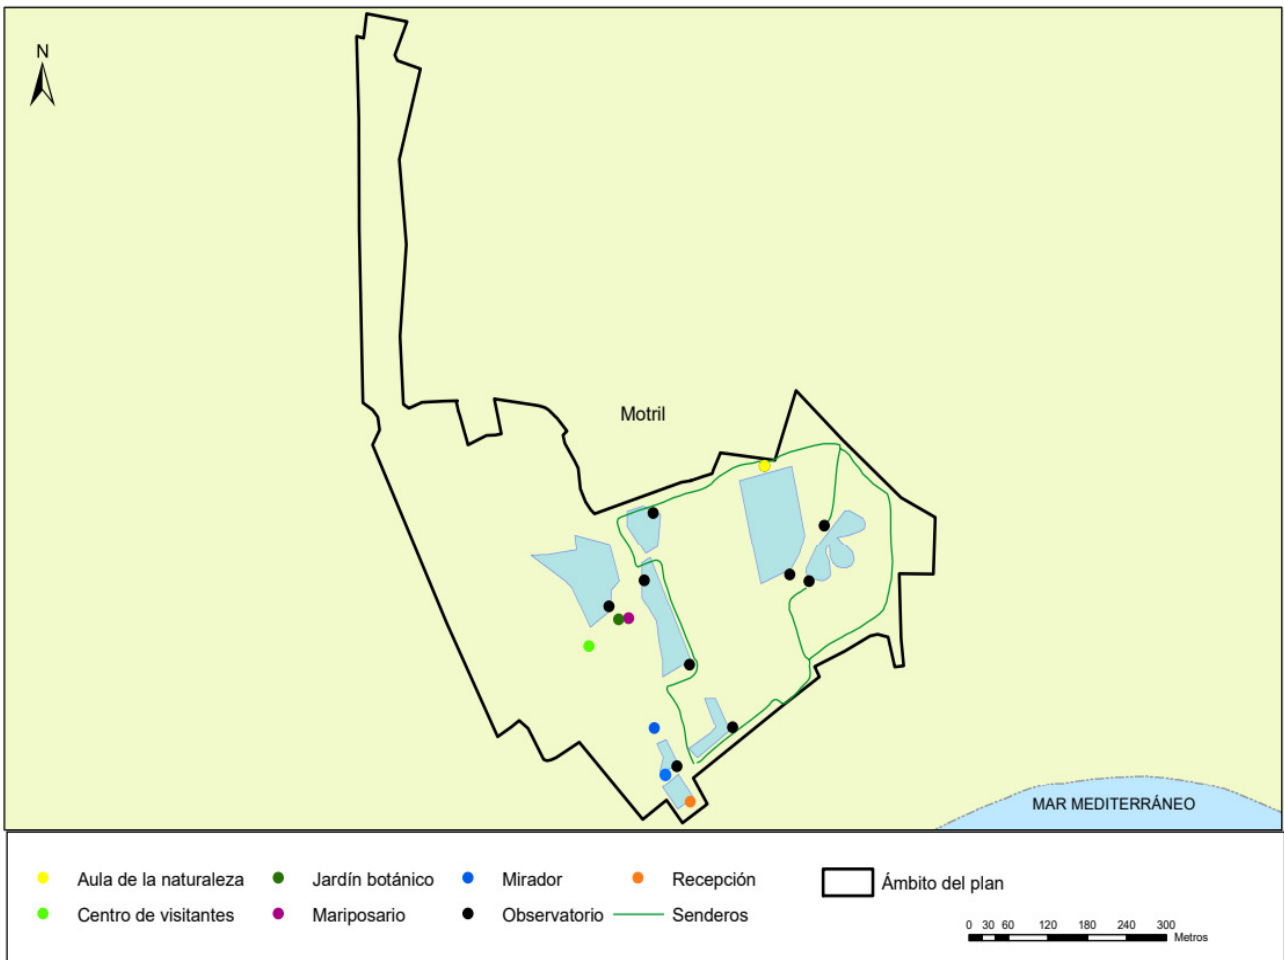 N
Motril
MAR MEDITERRÁNEO
Aula de la naturaleza
Jardín botánico
Mirador
Recepción
Ámbito del plan
Centro de visitantes
Mariposario
Observatorio
Senderos
0 30 60 120 180 240 300
Metros